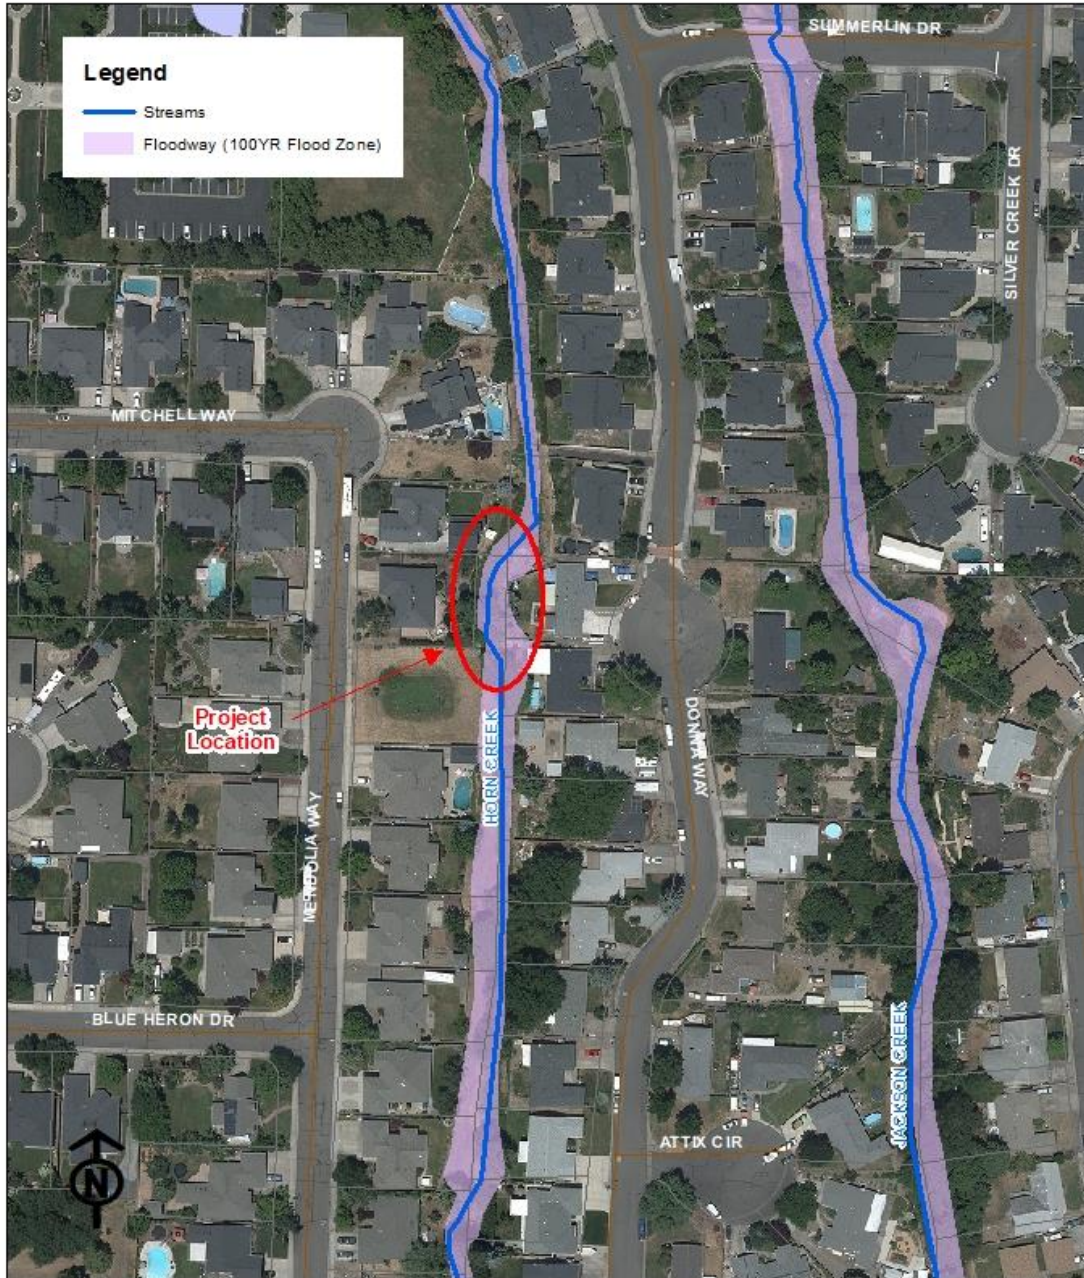 SUMMERLIN DR
Legend
Streams
Floodway (100YR Flood Zone)
SILVER CREEK DR
MITCHELL WAY
Project
Location
HORN CREEK
DONNA WAY
MENDOLIA WAY
BLUE HERON DR
JACKSON CREEK
ATTIX CIR
N